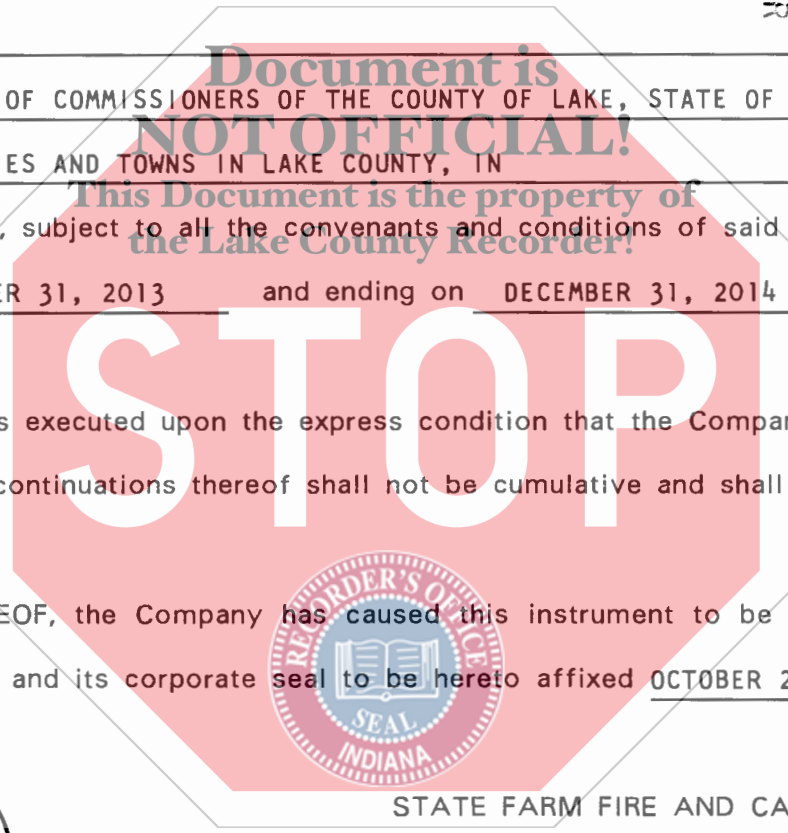 Document is
OF COMMISSIONERS OF THE COUNTY OF LAKE, STATE OF
NOT OFFICIAL!
ES AND TOWNS IN LAKE COUNTY, IN
This Document is the property of
, subject to all the convenants and conditions of said
the Lake County Recorder!
ER 31, 2013 and ending on DECEMBER 31, 2014
STOP
s executed upon the express condition that the Compan
continuations thereof shall not be cumulative and shall
RECORDER'S OFFICE
EOF, the Company has caused this instrument to be
and its corporate seal to be hereto affixed OCTOBER 2
SEAL
INDIANA
STATE FARM FIRE AND CA